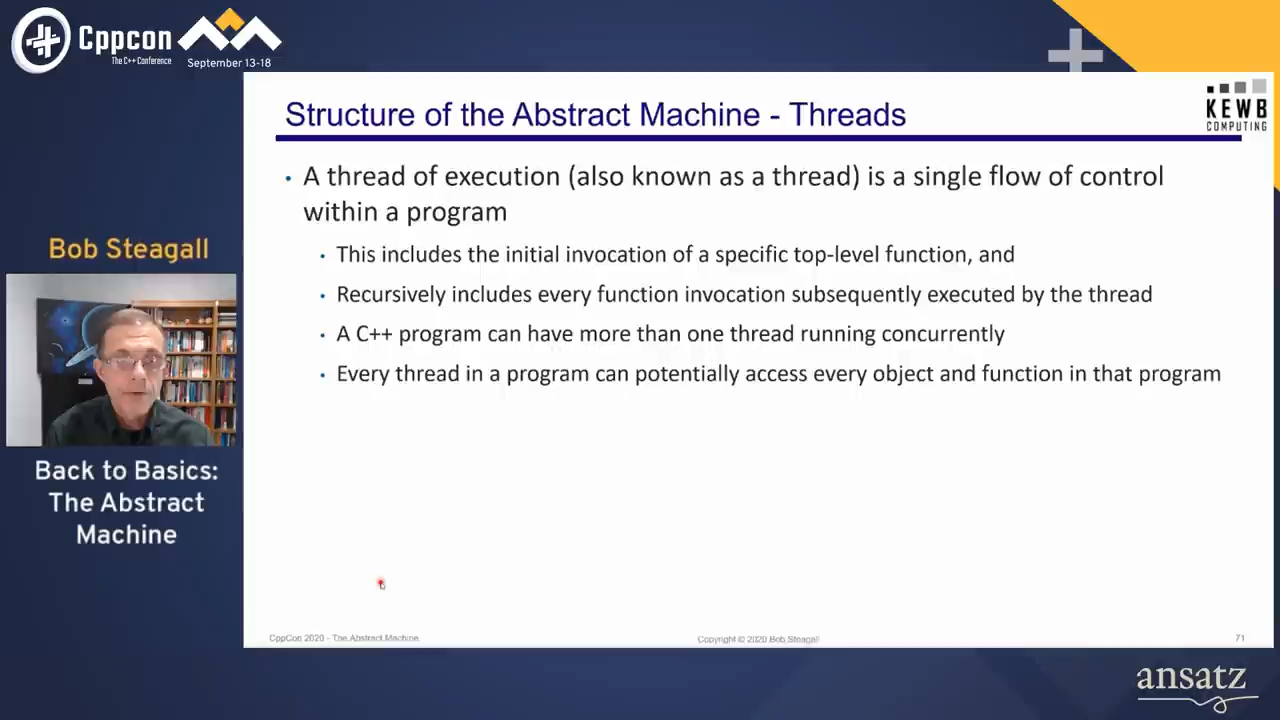 Cppcon
The C++ Conference
September 13-18
Structure of the Abstract Machine - Threads
KEWB
COMPUTING
• A thread of execution (also known as a thread) is a single flow of control
within a program
• This includes the initial invocation of a specific top-level function, and
• Recursively includes every function invocation subsequently executed by the thread
• A C++ program can have more than one thread running concurrently
• Every thread in a program can potentially access every object and function in that program
Bob Steagall
Back to Basics:
The Abstract
Machine
CppCon 2020 - The Abstract Machine
Copyright © 2020 Bob Steagall
71
ansatz